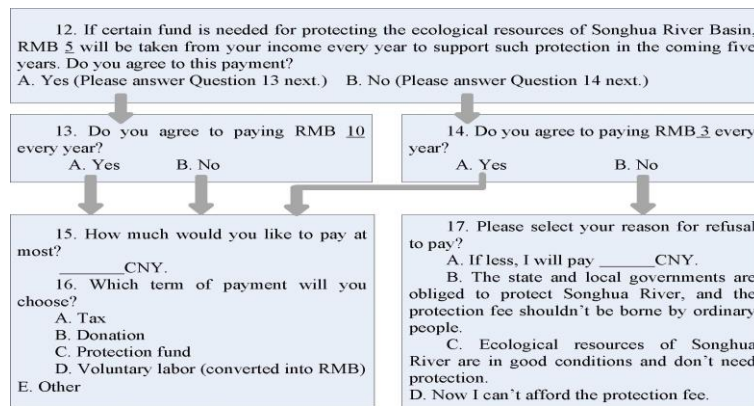 12. If certain fund is needed for protecting the ecological resources of Songhua River Basin,
RMB 5 will be taken from your income every year to support such protection in the coming five
years. Do you agree to this payment?
A. Yes (Please answer Question 13 next.) B. No (Please answer Question 14 next.)
13. Do you agree to paying RMB 10
every year?
A. Yes B. No
14. Do you agree to paying RMB 3 every
year?
A. Yes B. No
15. How much would you like to pay at
most?
______CNY.
16. Which term of payment will you
choose?
A. Tax
B. Donation
C. Protection fund
D. Voluntary labor (converted into RMB)
E. Other
17. Please select your reason for refusal
to pay?
A. If less, I will pay ______CNY.
B. The state and local governments are
obliged to protect Songhua River, and the
protection fee shouldn't be borne by ordinary
people.
C. Ecological resources of Songhua
River are in good conditions and don't need
protection.
D. Now I can't afford the protection fee.